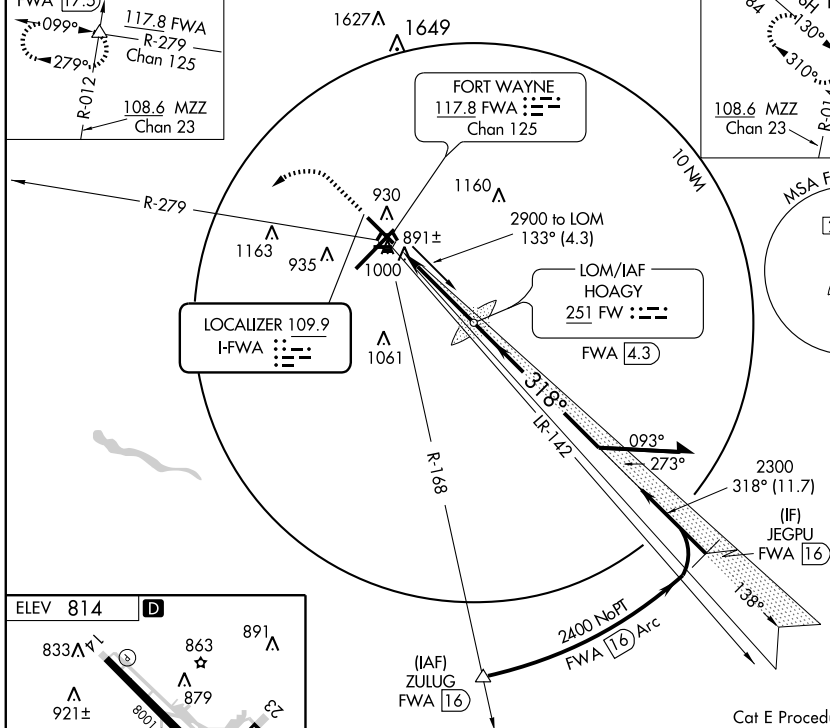 FWA 17.5
099°
117.8 FWA
R-279
Chan 125
279°
R-012
108.6 MZZ
Chan 23
1627
1649
FORT WAYNE
117.8 FWA
Chan 125
130°
310°
108.6 MZZ
Chan 23
10 NM
MSA F
R-279
930
1160
2900 to LOM
133° (4.3)
1163
935
891±
1000
LOM/IAF
HOAGY
251 FW
FWA 4.3
LOCALIZER 109.9
I-FWA
1061
318°
LR-142
093°
273°
R-168
2300
318° (11.7)
(IF)
JEGPU
FWA 16
138°
2400 NoPT
FWA 16 Arc
(IAF)
ZULUG
FWA 16
ELEV 814 D
833
14
P
863
891
879
921±
8001
23
Cat E Proced